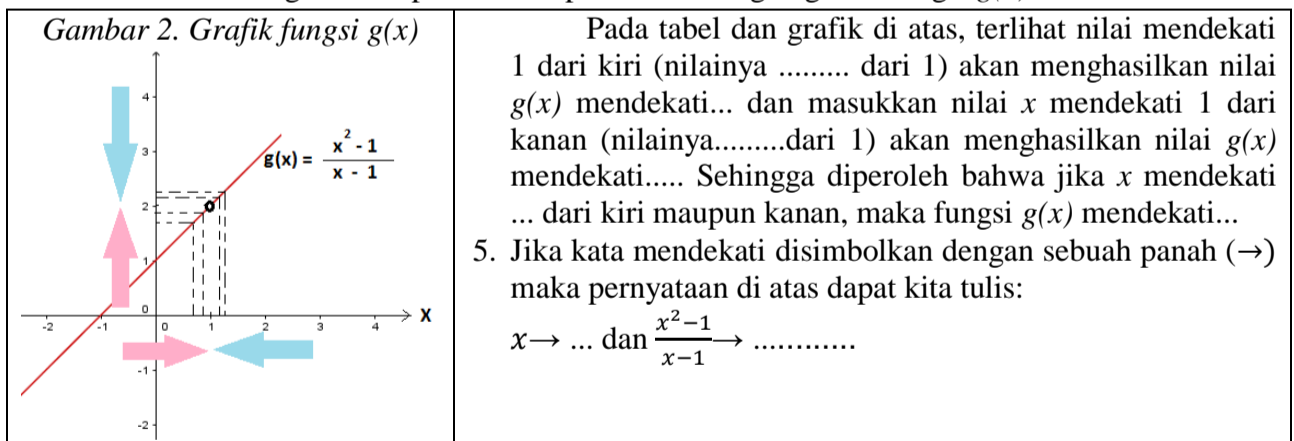 Gambar 2. Grafik fungsi g(x)
4
3
g(x) = x² - 1 / x - 1
2
1
0
X
-2 -1 0 1 2 3 4
-1
-2
Pada tabel dan grafik di atas, terlihat nilai mendekati
1 dari kiri (nilainya ......... dari 1) akan menghasilkan nilai
g(x) mendekati... dan masukkan nilai x mendekati 1 dari
kanan (nilainya.........dari 1) akan menghasilkan nilai g(x)
mendekati..... Sehingga diperoleh bahwa jika x mendekati
... dari kiri maupun kanan, maka fungsi g(x) mendekati...
5. Jika kata mendekati disimbolkan dengan sebuah panah (→)
maka pernyataan di atas dapat kita tulis:
x→ ... dan x²−1 / x−1 → ............